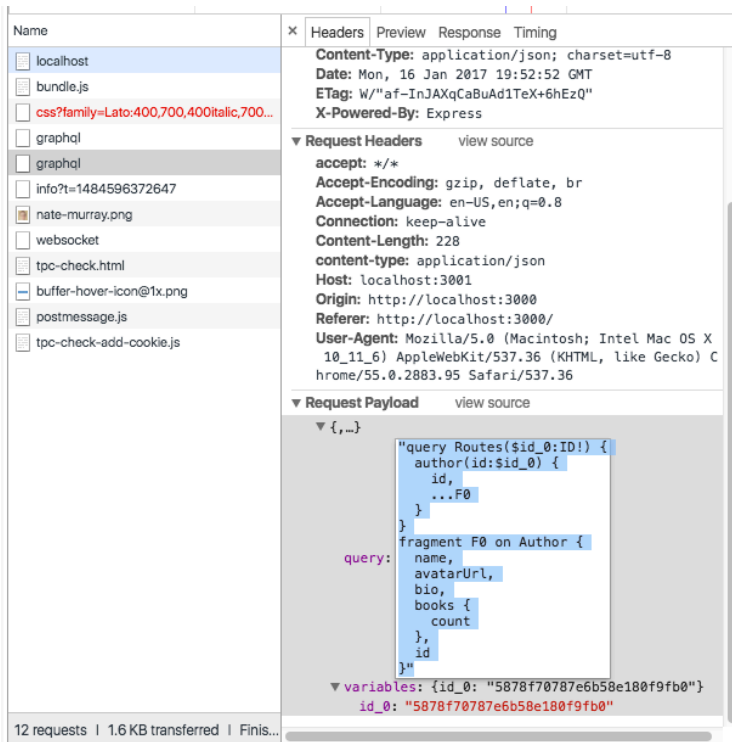 Name
localhost
bundle.js
css?family=Lato:400,700,400italic,700...
graphql
graphql
info?t=1484596372647
nate-murray.png
websocket
tpc-check.html
buffer-hover-icon@1x.png
postmessage.js
tpc-check-add-cookie.js
12 requests | 1.6 KB transferred | Finis...
× Headers Preview Response Timing
Content-Type: application/json; charset=utf-8
Date: Mon, 16 Jan 2017 19:52:52 GMT
ETag: W/"af-InJAXqCaBuAd1TeX+6hEzQ"
X-Powered-By: Express
▼ Request Headers view source
accept: */*
Accept-Encoding: gzip, deflate, br
Accept-Language: en-US,en;q=0.8
Connection: keep-alive
Content-Length: 228
content-type: application/json
Host: localhost:3001
Origin: http://localhost:3000
Referer: http://localhost:3000/
User-Agent: Mozilla/5.0 (Macintosh; Intel Mac OS X
10_11_6) AppleWebKit/537.36 (KHTML, like Gecko) C
hrome/55.0.2883.95 Safari/537.36
▼ Request Payload view source
▼ {,…}
"query Routes($id_0:ID!) {
author(id:$id_0) {
id,
...F0
}
}
fragment F0 on Author {
query: name,
avatarUrl,
bio,
books {
count
},
id
}"
▼ variables: {id_0: "5878f70787e6b58e180f9fb0"}
id_0: "5878f70787e6b58e180f9fb0"